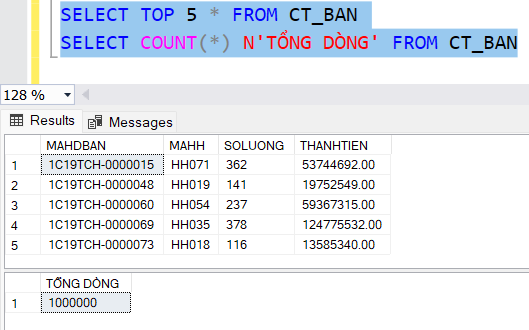 SELECT TOP 5 * FROM CT_BAN
SELECT COUNT(*) N'TỔNG DÒNG' FROM CT_BAN
128 %
Results Messages
MAHDBAN MAHH SOLUONG THANHTIEN
1 1C19TCH-0000015 HH071 362 53744692.00
2 1C19TCH-0000048 HH019 141 19752549.00
3 1C19TCH-0000060 HH054 237 59367315.00
4 1C19TCH-0000069 HH035 378 124775532.00
5 1C19TCH-0000073 HH018 116 13585340.00
TỔNG DÒNG
1 1000000